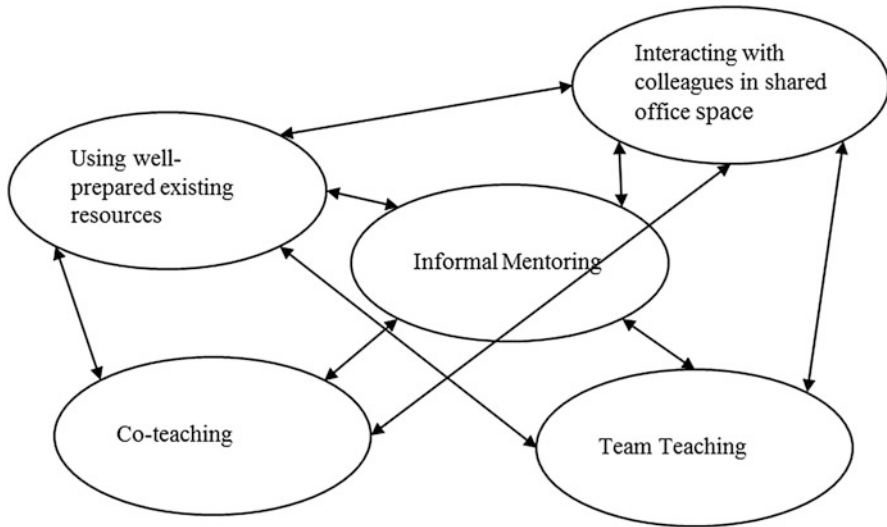 Interacting with
colleagues in shared
office space
Using well-
prepared existing
resources
Informal Mentoring
Co-teaching
Team Teaching